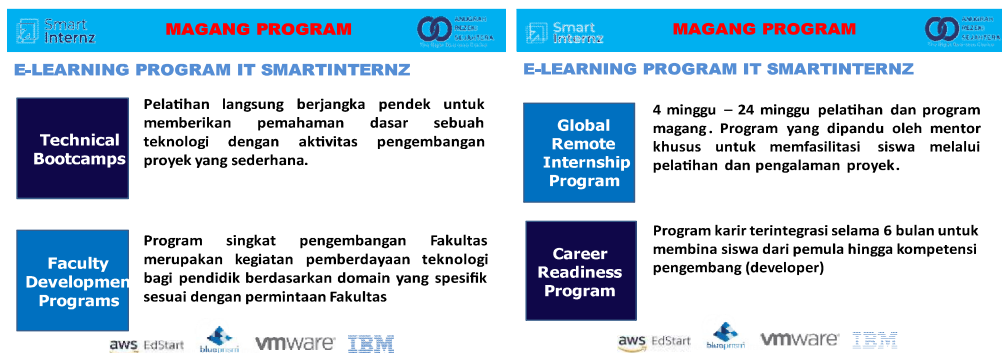 Smart
Internz
MAGANG PROGRAM
E-LEARNING PROGRAM IT SMARTINTERNZ
Technical
Bootcamps
Pelatihan langsung berjangka pendek untuk
memberikan pemahaman dasar sebuah
teknologi dengan aktivitas pengembangan
proyek yang sederhana.
Faculty
Developmen
Programs
Program singkat pengembangan Fakultas
merupakan kegiatan pemberdayaan teknologi
bagi pendidik berdasarkan domain yang spesifik
sesuai dengan permintaan Fakultas
aws EdStart
vmware
IBM
Smart
Internz
MAGANG PROGRAM
E-LEARNING PROGRAM IT SMARTINTERNZ
Global
Remote
Internship
Program
4 minggu – 24 minggu pelatihan dan program
magang. Program yang dipandu oleh mentor
khusus untuk memfasilitasi siswa melalui
pelatihan dan pengalaman proyek.
Career
Readiness
Program
Program karir terintegrasi selama 6 bulan untuk
membina siswa dari pemula hingga kompetensi
pengembang (developer)
aws EdStart
vmware
IBM